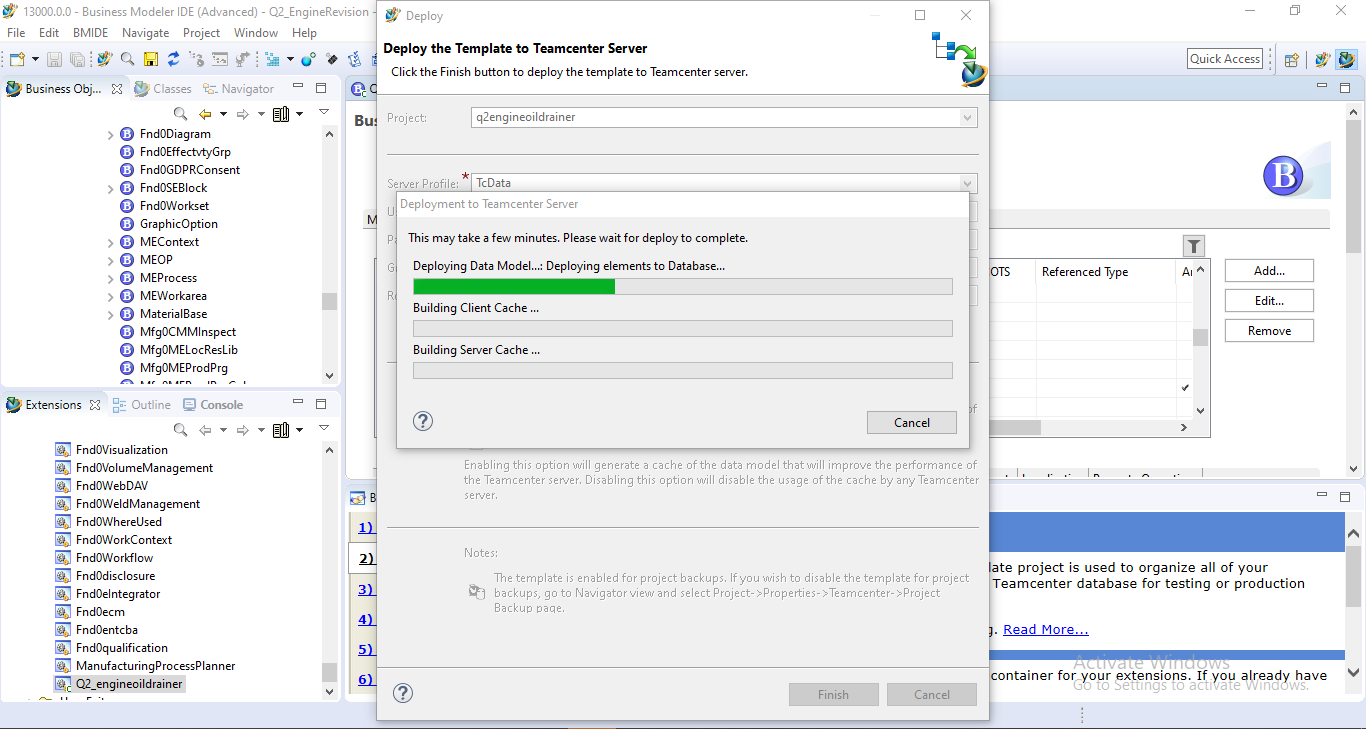 13000.0.0 - Business Modeler IDE (Advanced) - Q2_EngineRevision -
File Edit BMIDE Navigate Project Window Help
Quick Access
Business Obj... Classes Navigator
Fnd0Diagram
Fnd0EffectvtyGrp
Fnd0GDPRConsent
Fnd0SEBlock
Fnd0Workset
GraphicOption
MEContext
MEOP
MEProcess
MEWorkarea
MaterialBase
Mfg0CMMInspect
Mfg0MELocResLib
Mfg0MEProdPrg
Extensions Outline Console
Fnd0Visualization
Fnd0VolumeManagement
Fnd0WebDAV
Fnd0WeldManagement
Fnd0WhereUsed
Fnd0WorkContext
Fnd0Workflow
Fnd0disclosure
Fnd0eIntegrator
Fnd0ecm
Fnd0entcba
Fnd0qualification
ManufacturingProcessPlanner
Q2_engineoildrainer
Bus
1)
2)
3)
4)
5)
6)
Deploy
Deploy the Template to Teamcenter Server
Click the Finish button to deploy the template to Teamcenter server.
Project: q2engineoildrainer
Server Profile: * TcData
Deployment to Teamcenter Server
This may take a few minutes. Please wait for deploy to complete.
Deploying Data Model...: Deploying elements to Database...
Building Client Cache ...
Building Server Cache ...
Cancel
of
Enabling this option will generate a cache of the data model that will improve the performance of
the Teamcenter server. Disabling this option will disable the usage of the cache by any Teamcenter
server.
Notes:
The template is enabled for project backups. If you wish to disable the template for project
backups, go to Navigator view and select Project->Properties->Teamcenter->Project
Backup page.
Finish Cancel
B
OTS Referenced Type
Add...
Edit...
Remove
late project is used to organize all of your
Teamcenter database for testing or production
g. Read More...
container for your extensions. If you already have
Activate Windows
Go to Settings to activate Windows.